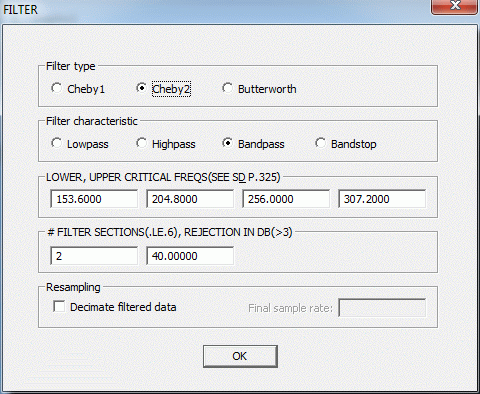 FILTER
Filter type
Cheby1 Cheby2 Butterworth
Filter characteristic
Lowpass Highpass Bandpass Bandstop
LOWER, UPPER CRITICAL FREQS(SEE SD P.325)
153.6000 204.8000 256.0000 307.2000
# FILTER SECTIONS(.LE.6), REJECTION IN DB(>3)
2 40.00000
Resampling
Decimate filtered data Final sample rate:
OK